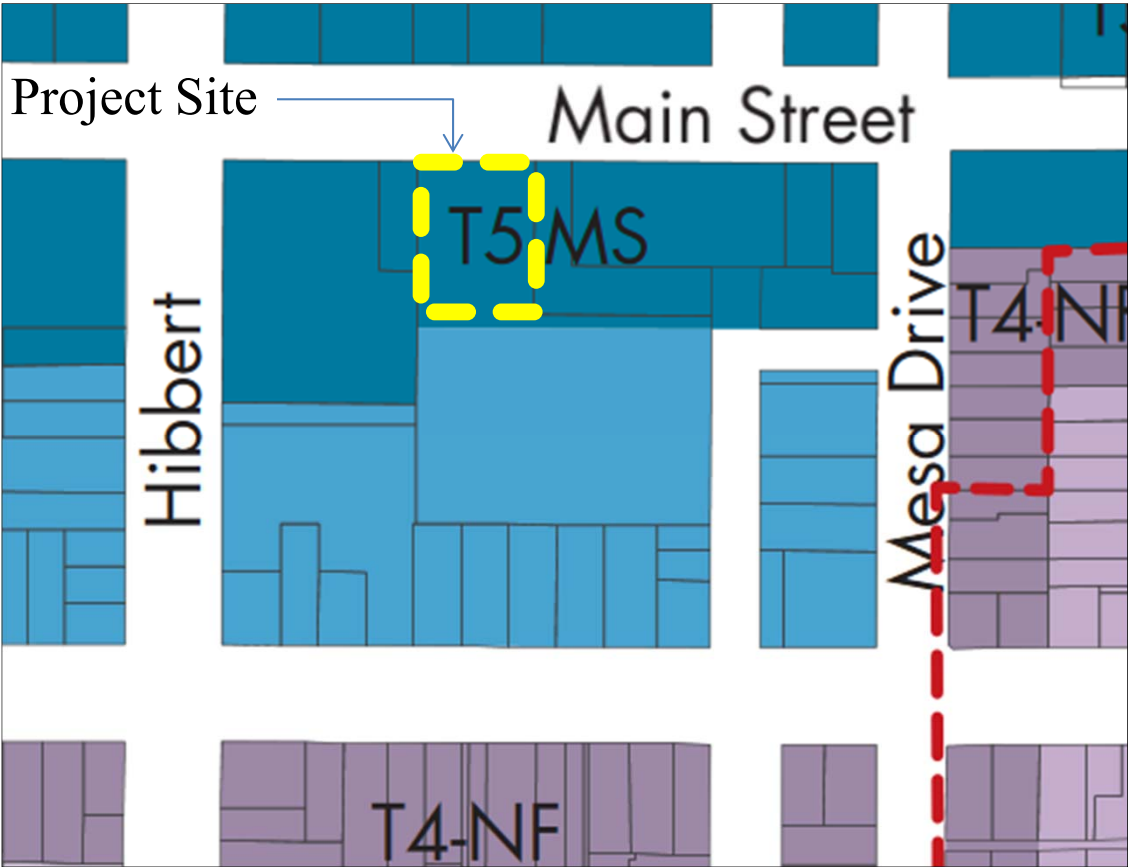 Project Site
Main Street
T5 MS
Hibbert
Mesa Drive
T4-NF
T4-NF